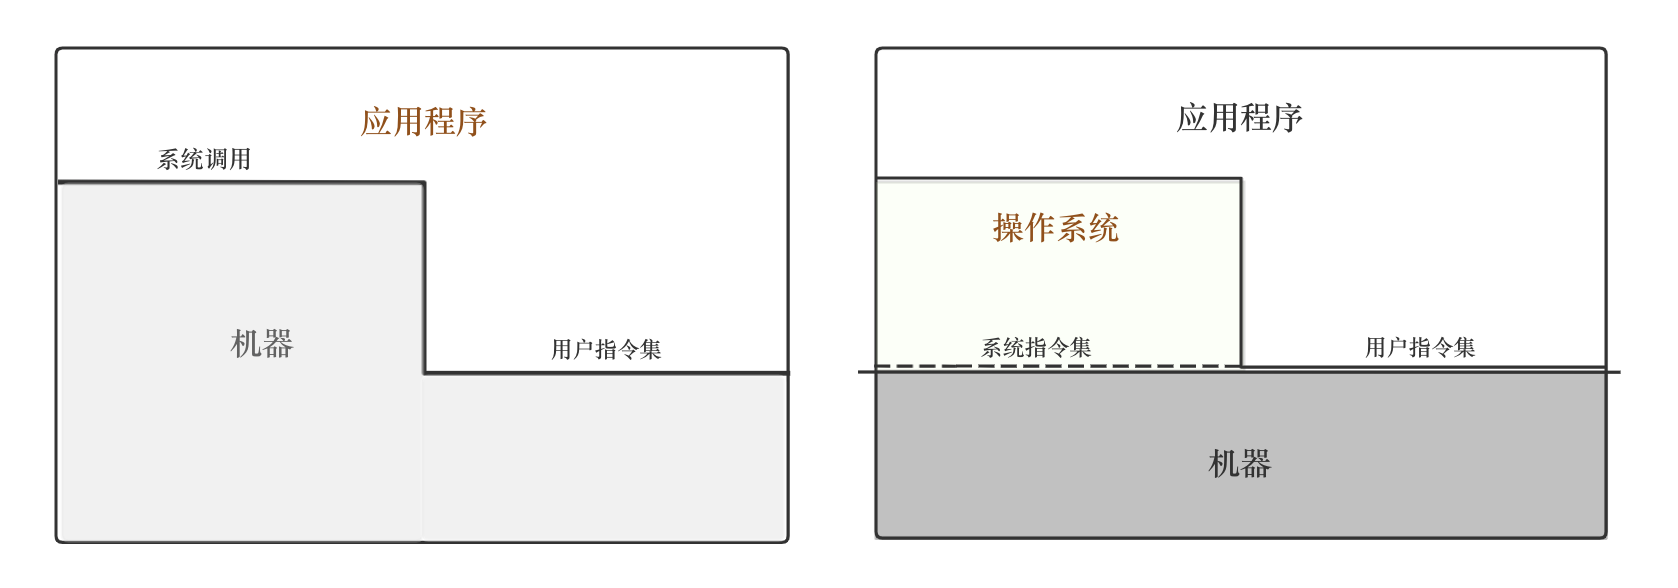 应用程序
系统调用
机器
用户指令集
应用程序
操作系统
系统指令集
用户指令集
机器